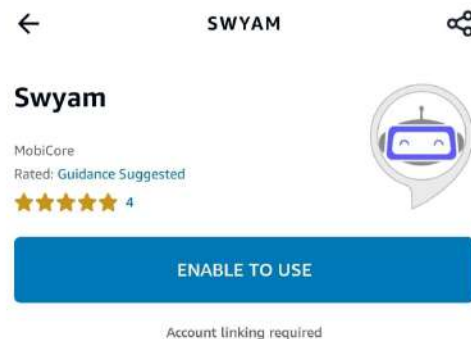 SWYAM
Swyam
MobiCore
Rated: Guidance Suggested
4
ENABLE TO USE
Account linking required